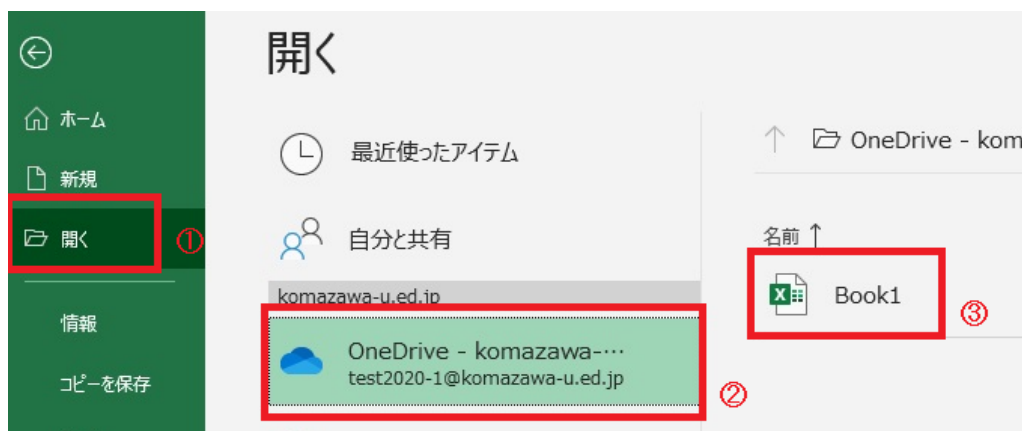 開く
ホーム
新規
開く
①
情報
コピーを保存
最近使ったアイテム
自分と共有
komazawa-u.ed.jp
OneDrive - komazawa-…
test2020-1@komazawa-u.ed.jp
②
↑ OneDrive - kom
名前 ↑
Book1
③